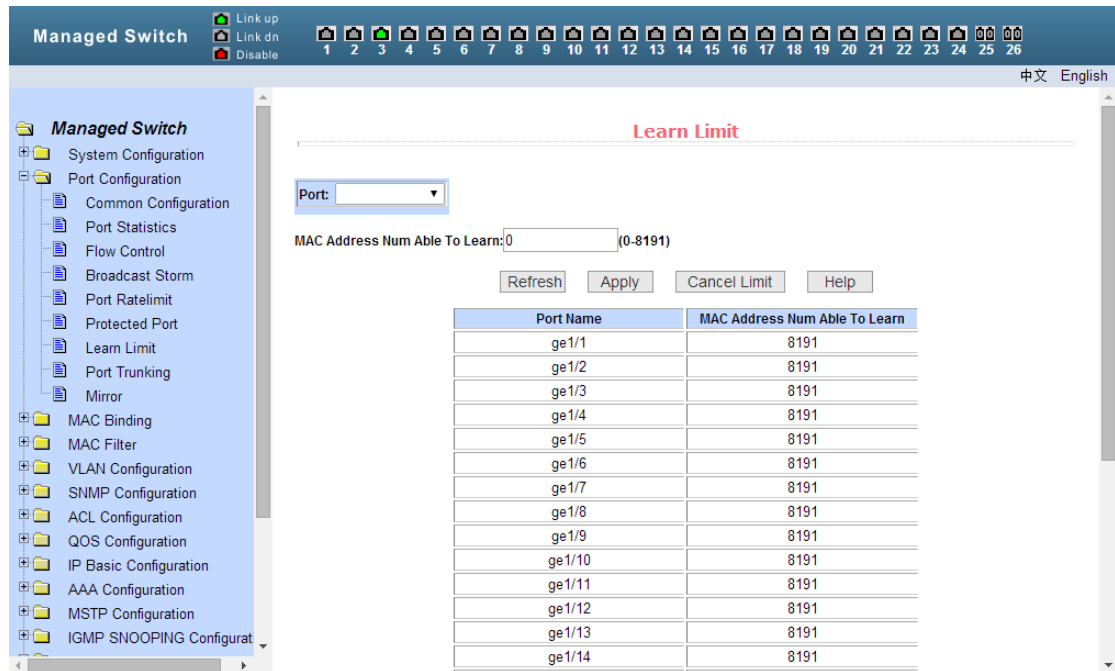 Managed Switch
Link up
Link dn
Disable
1 2 3 4 5 6 7 8 9 10 11 12 13 14 15 16 17 18 19 20 21 22 23 24 25 26
中文 English
Managed Switch
System Configuration
Port Configuration
Common Configuration
Port Statistics
Flow Control
Broadcast Storm
Port Ratelimit
Protected Port
Learn Limit
Port Trunking
Mirror
MAC Binding
MAC Filter
VLAN Configuration
SNMP Configuration
ACL Configuration
QOS Configuration
IP Basic Configuration
AAA Configuration
MSTP Configuration
IGMP SNOOPING Configurat
Learn Limit
Port:
MAC Address Num Able To Learn: 0 (0-8191)
Refresh Apply Cancel Limit Help
Port Name MAC Address Num Able To Learn
ge1/1 8191
ge1/2 8191
ge1/3 8191
ge1/4 8191
ge1/5 8191
ge1/6 8191
ge1/7 8191
ge1/8 8191
ge1/9 8191
ge1/10 8191
ge1/11 8191
ge1/12 8191
ge1/13 8191
ge1/14 8191